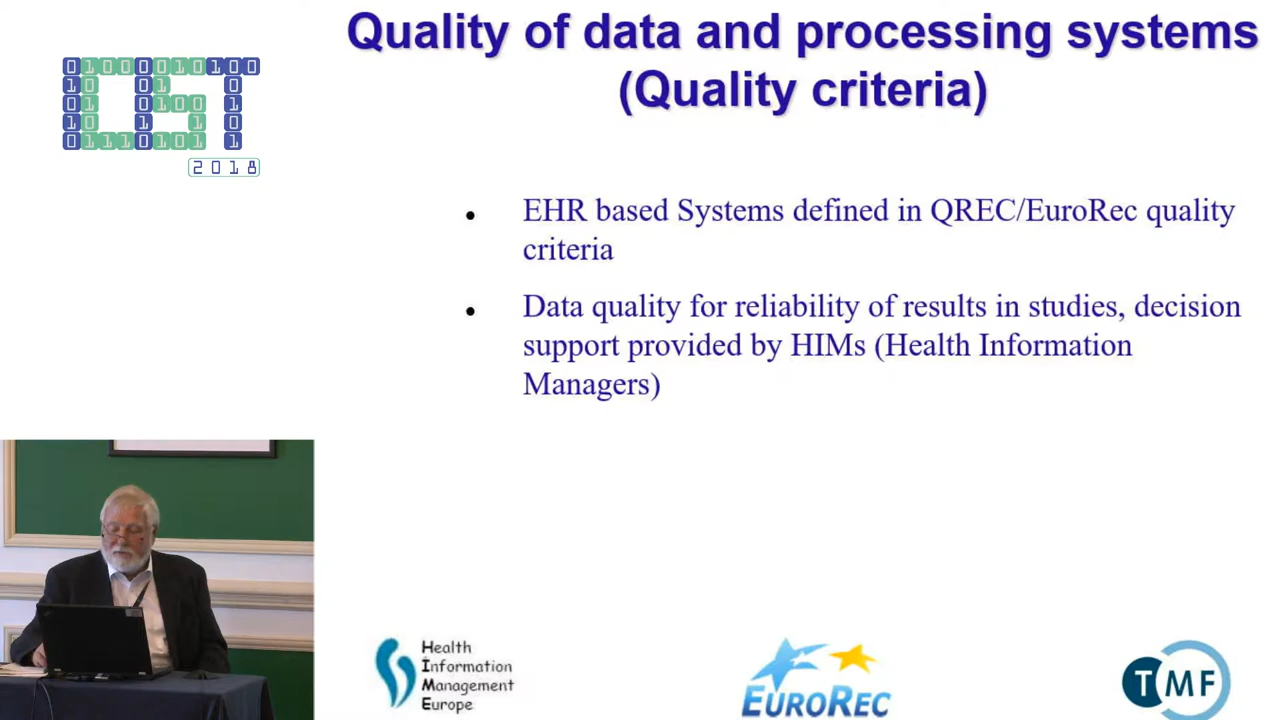 Quality of data and processing systems
(Quality criteria)
2018
EHR based Systems defined in QREC/EuroRec quality
criteria
Data quality for reliability of results in studies, decision
support provided by HIMs (Health Information
Managers)
Health
Information
Management
Europe
EUROREC
TMF